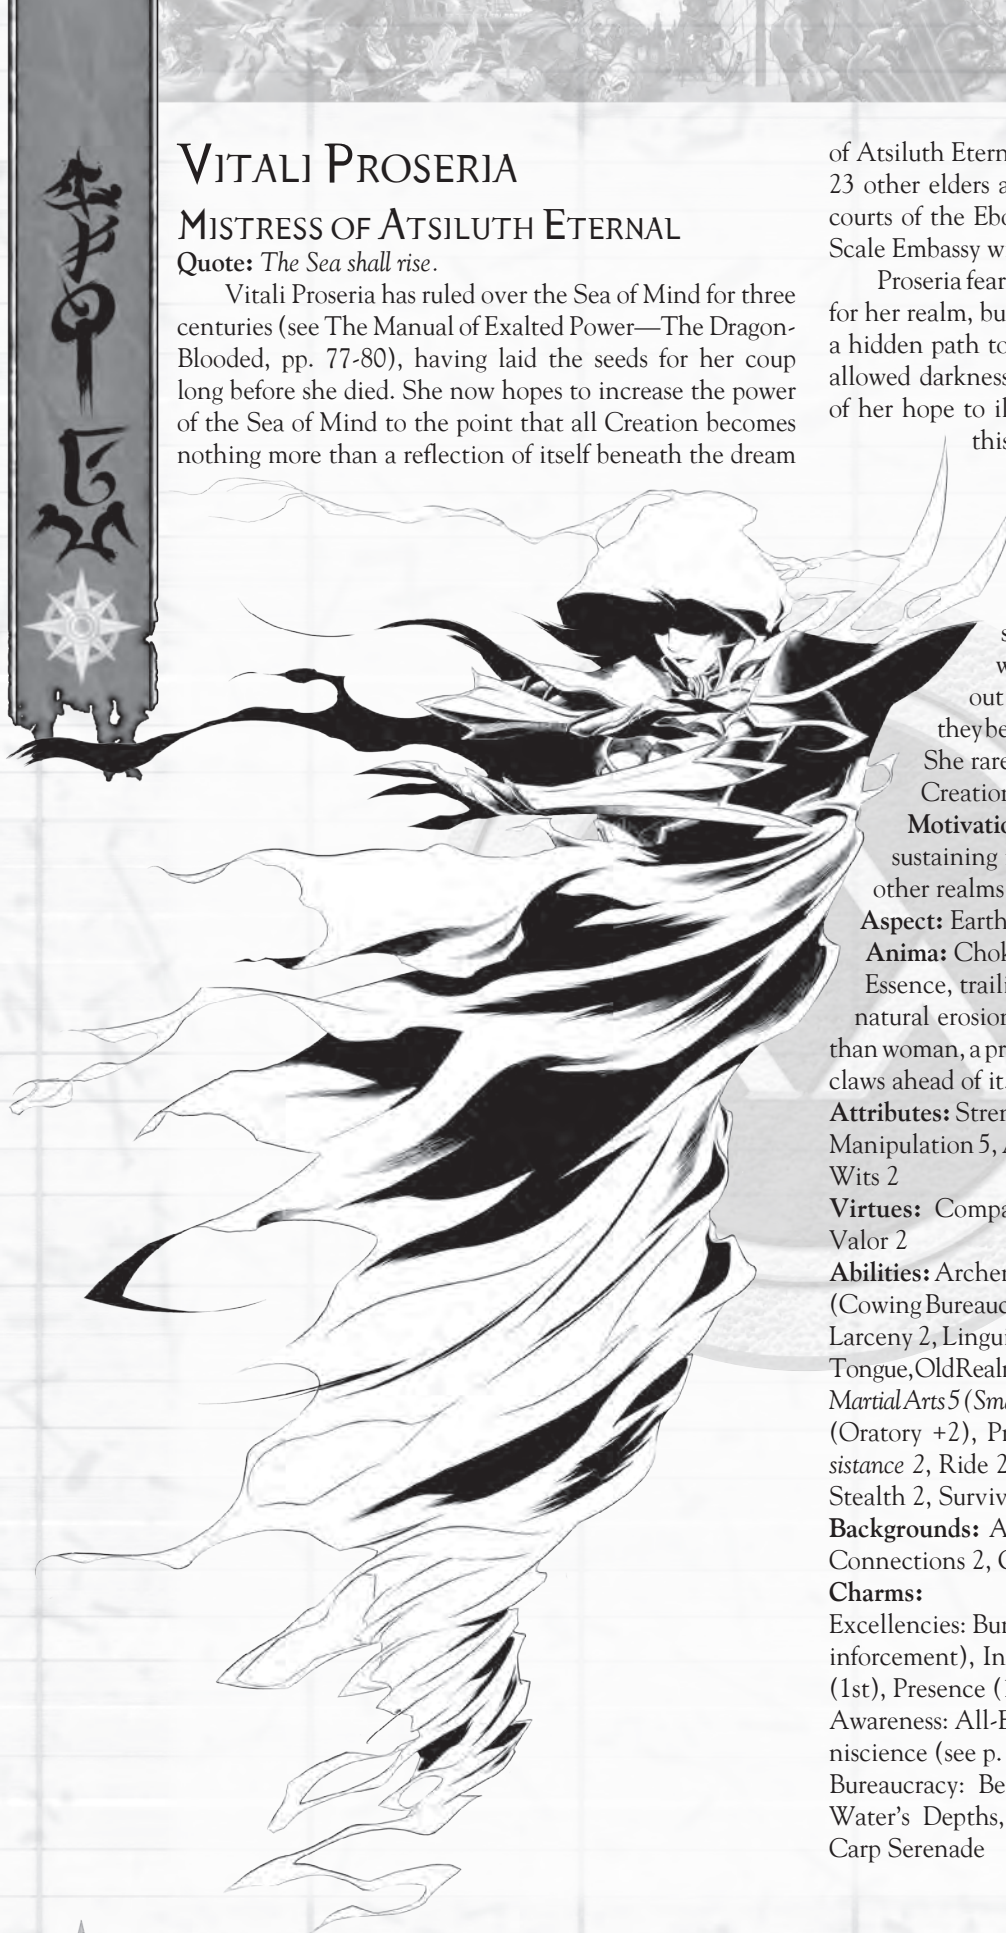 VITALI PROSERIA
MISTRESS OF ATSILUTH ETERNAL
Quote: The Sea shall rise.
Vitali Proseria has ruled over the Sea of Mind for three
centuries (see The Manual of Exalted Power—The Dragon-
Blooded, pp. 77-80), having laid the seeds for her coup
long before she died. She now hopes to increase the power
of the Sea of Mind to the point that all Creation becomes
nothing more than a reflection of itself beneath the dream
of Atsiluth Etern
23 other elders a
courts of the Ebo
Scale Embassy w
Proseria fear
for her realm, bu
a hidden path to
allowed darkness
of her hope to il
this
s
w
out
they be
She rare
Creation
Motivatio
sustaining
other realms
Aspect: Earth
Anima: Chok
Essence, traili
natural erosion
than woman, a pr
claws ahead of it
Attributes: Stren
Manipulation 5, A
Wits 2
Virtues: Compa
Valor 2
Abilities: Archer
(Cowing Bureauc
Larceny 2, Lingui
Tongue, Old Realm
Martial Arts 5 (Sma
(Oratory +2), Pr
sistance 2, Ride 2
Stealth 2, Surviv
Backgrounds: A
Connections 2, C
Charms:
Excellencies: Bur
inforcement), In
(1st), Presence (1
Awareness: All-E
niscience (see p.
Bureaucracy: Be
Water's Depths,
Carp Serenade